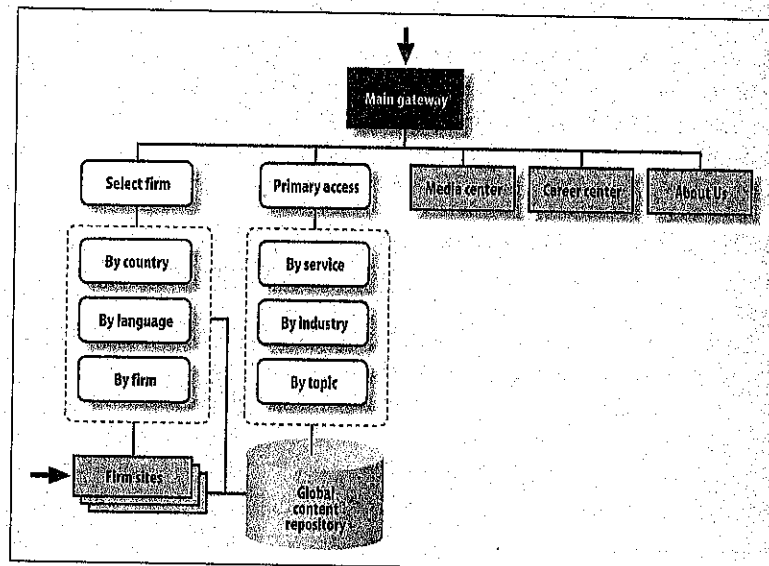 Main gateway
Select firm
Primary access
Media center
Career center
About Us
By country
By service
By language
By industry
By firm
By topic
Firm sites
Global
content
repository